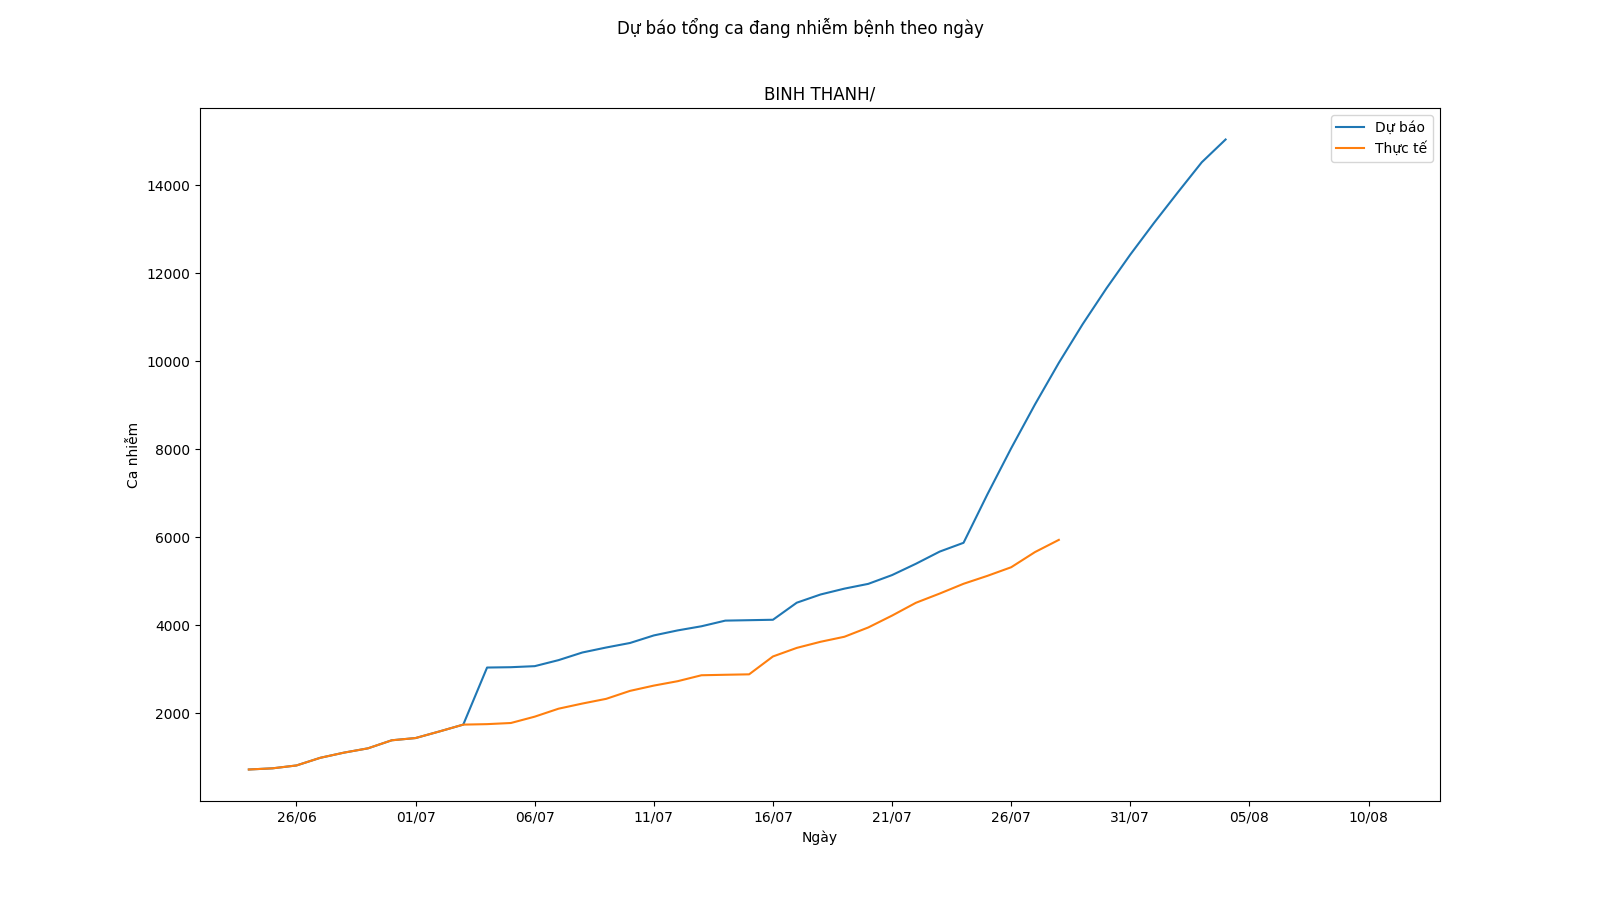 Dự báo tổng ca đang nhiễm bệnh theo ngày
BINH THANH/
Dự báo
Thực tế
14000
12000
10000
8000
6000
4000
2000
Ca nhiễm
26/06 01/07 06/07 11/07 16/07 21/07 26/07 31/07 05/08 10/08
Ngày